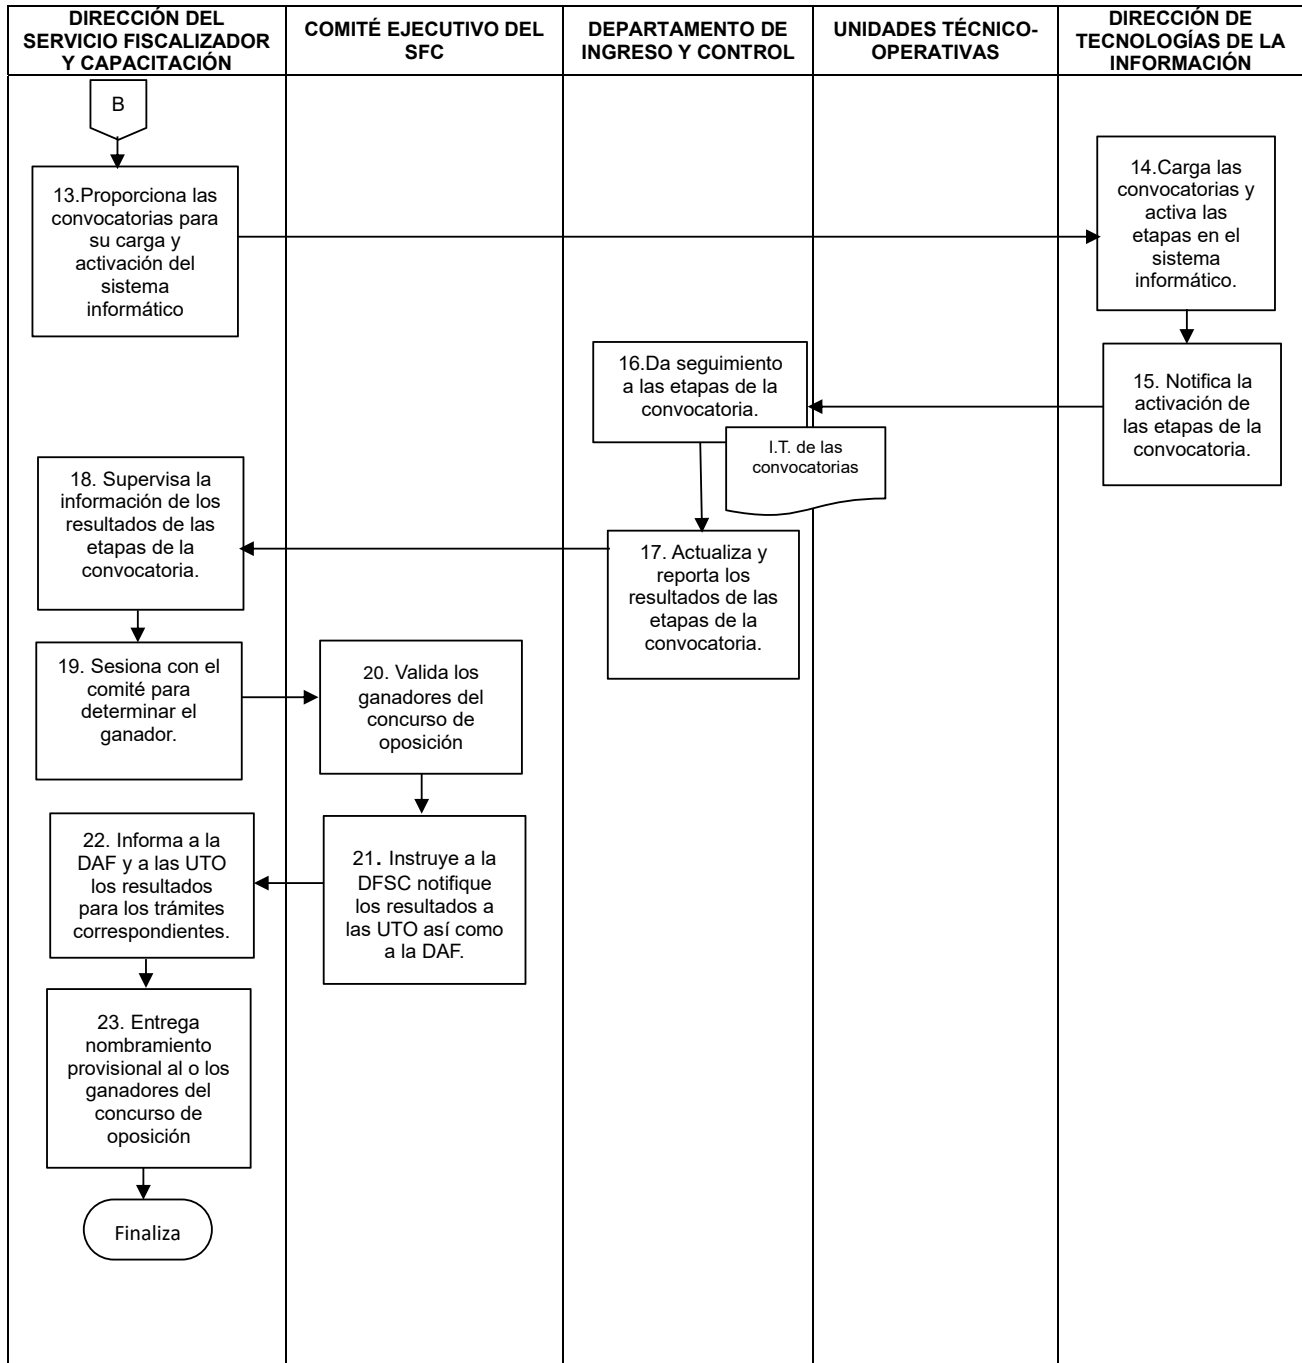 DIRECCIÓN DEL
SERVICIO FISCALIZADOR
Y CAPACITACIÓN
COMITÉ EJECUTIVO DEL
SFC
DEPARTAMENTO DE
INGRESO Y CONTROL
UNIDADES TÉCNICO-
OPERATIVAS
DIRECCIÓN DE
TECNOLOGÍAS DE LA
INFORMACIÓN
B
13.Proporciona las
convocatorias para
su carga y
activación del
sistema
informático
14.Carga las
convocatorias y
activa las
etapas en el
sistema
informático.
15. Notifica la
activación de
las etapas de la
convocatoria.
16.Da seguimiento
a las etapas de la
convocatoria.
I.T. de las
convocatorias
17. Actualiza y
reporta los
resultados de las
etapas de la
convocatoria.
18. Supervisa la
información de los
resultados de las
etapas de la
convocatoria.
19. Sesiona con el
comité para
determinar el
ganador.
20. Valida los
ganadores del
concurso de
oposición
21. Instruye a la
DFSC notifique
los resultados a
las UTO así como
a la DAF.
22. Informa a la
DAF y a las UTO
los resultados
para los trámites
correspondientes.
23. Entrega
nombramiento
provisional al o los
ganadores del
concurso de
oposición
Finaliza